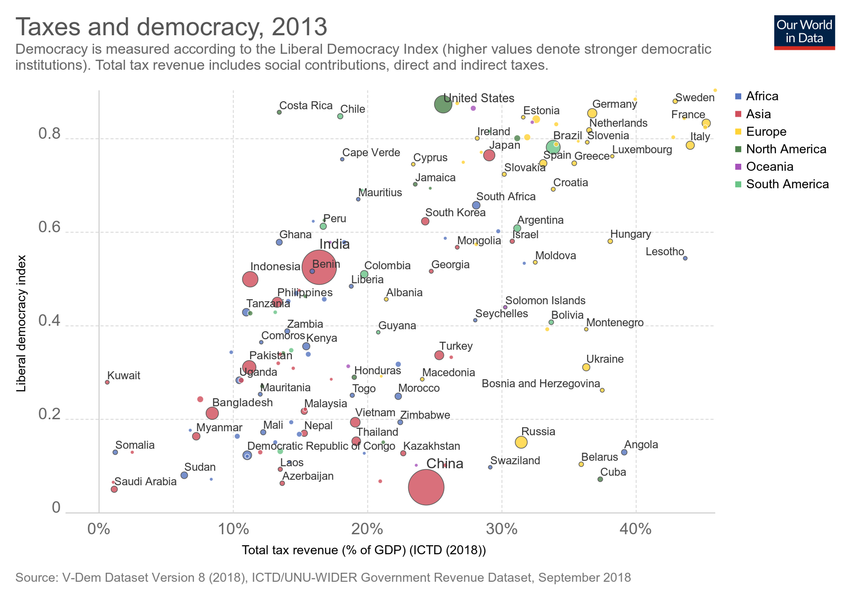 Taxes and democracy, 2013
Our World
in Data
Democracy is measured according to the Liberal Democracy Index (higher values denote stronger democratic
institutions). Total tax revenue includes social contributions, direct and indirect taxes.
United States
Sweden
Africa
Costa Rica
Chile
Estonia
Germany
France
Asia
Netherlands
Europe
0.8
Ireland
Brazil
Slovenia
Italy
North America
Cape Verde
Cyprus
Japan
Spain
Greece
Luxembourg
Oceania
Slovakia
South America
Jamaica
Croatia
Mauritius
South Africa
Peru
South Korea
Argentina
0.6
Ghana
India
Mongolia
Israel
Hungary
Lesotho
Indonesia
Benin
Colombia
Georgia
Moldova
Liberia
Philippines
Albania
Tanzania
Solomon Islands
Seychelles
Bolivia
0.4
Zambia
Guyana
Montenegro
Comoros
Kenya
Pakistan
Turkey
Ukraine
Kuwait
Uganda
Honduras
Macedonia
Mauritania
Togo
Morocco
Bosnia and Herzegovina
Bangladesh
Malaysia
0.2
Myanmar
Mali
Nepal
Vietnam
Zimbabwe
Thailand
Russia
Somalia
Democratic Republic of Congo
Kazakhstan
Angola
Sudan
Laos
China
Swaziland
Belarus
Saudi Arabia
Azerbaijan
Cuba
0
Liberal democracy index
0%
10%
20%
30%
40%
Total tax revenue (% of GDP) (ICTD (2018))
Source: V-Dem Dataset Version 8 (2018), ICTD/UNU-WIDER Government Revenue Dataset, September 2018